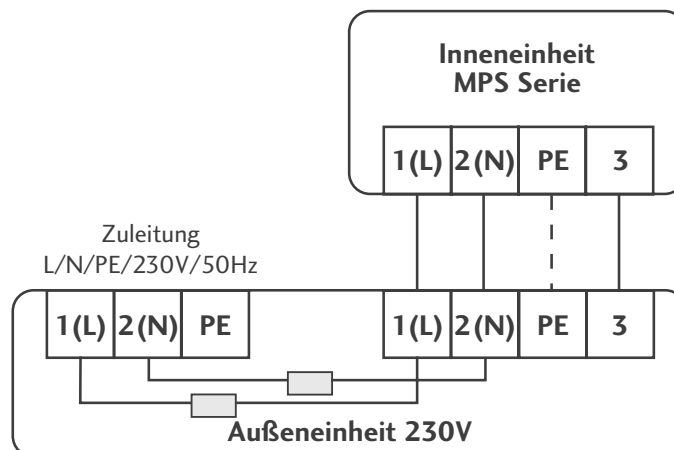 Inneneinheit
MPS Serie
1(L) 2(N) PE 3
Zuleitung
L/N/PE/230V/50Hz
1(L) 2(N) PE 1(L) 2(N) PE 3
Außeneinheit 230V